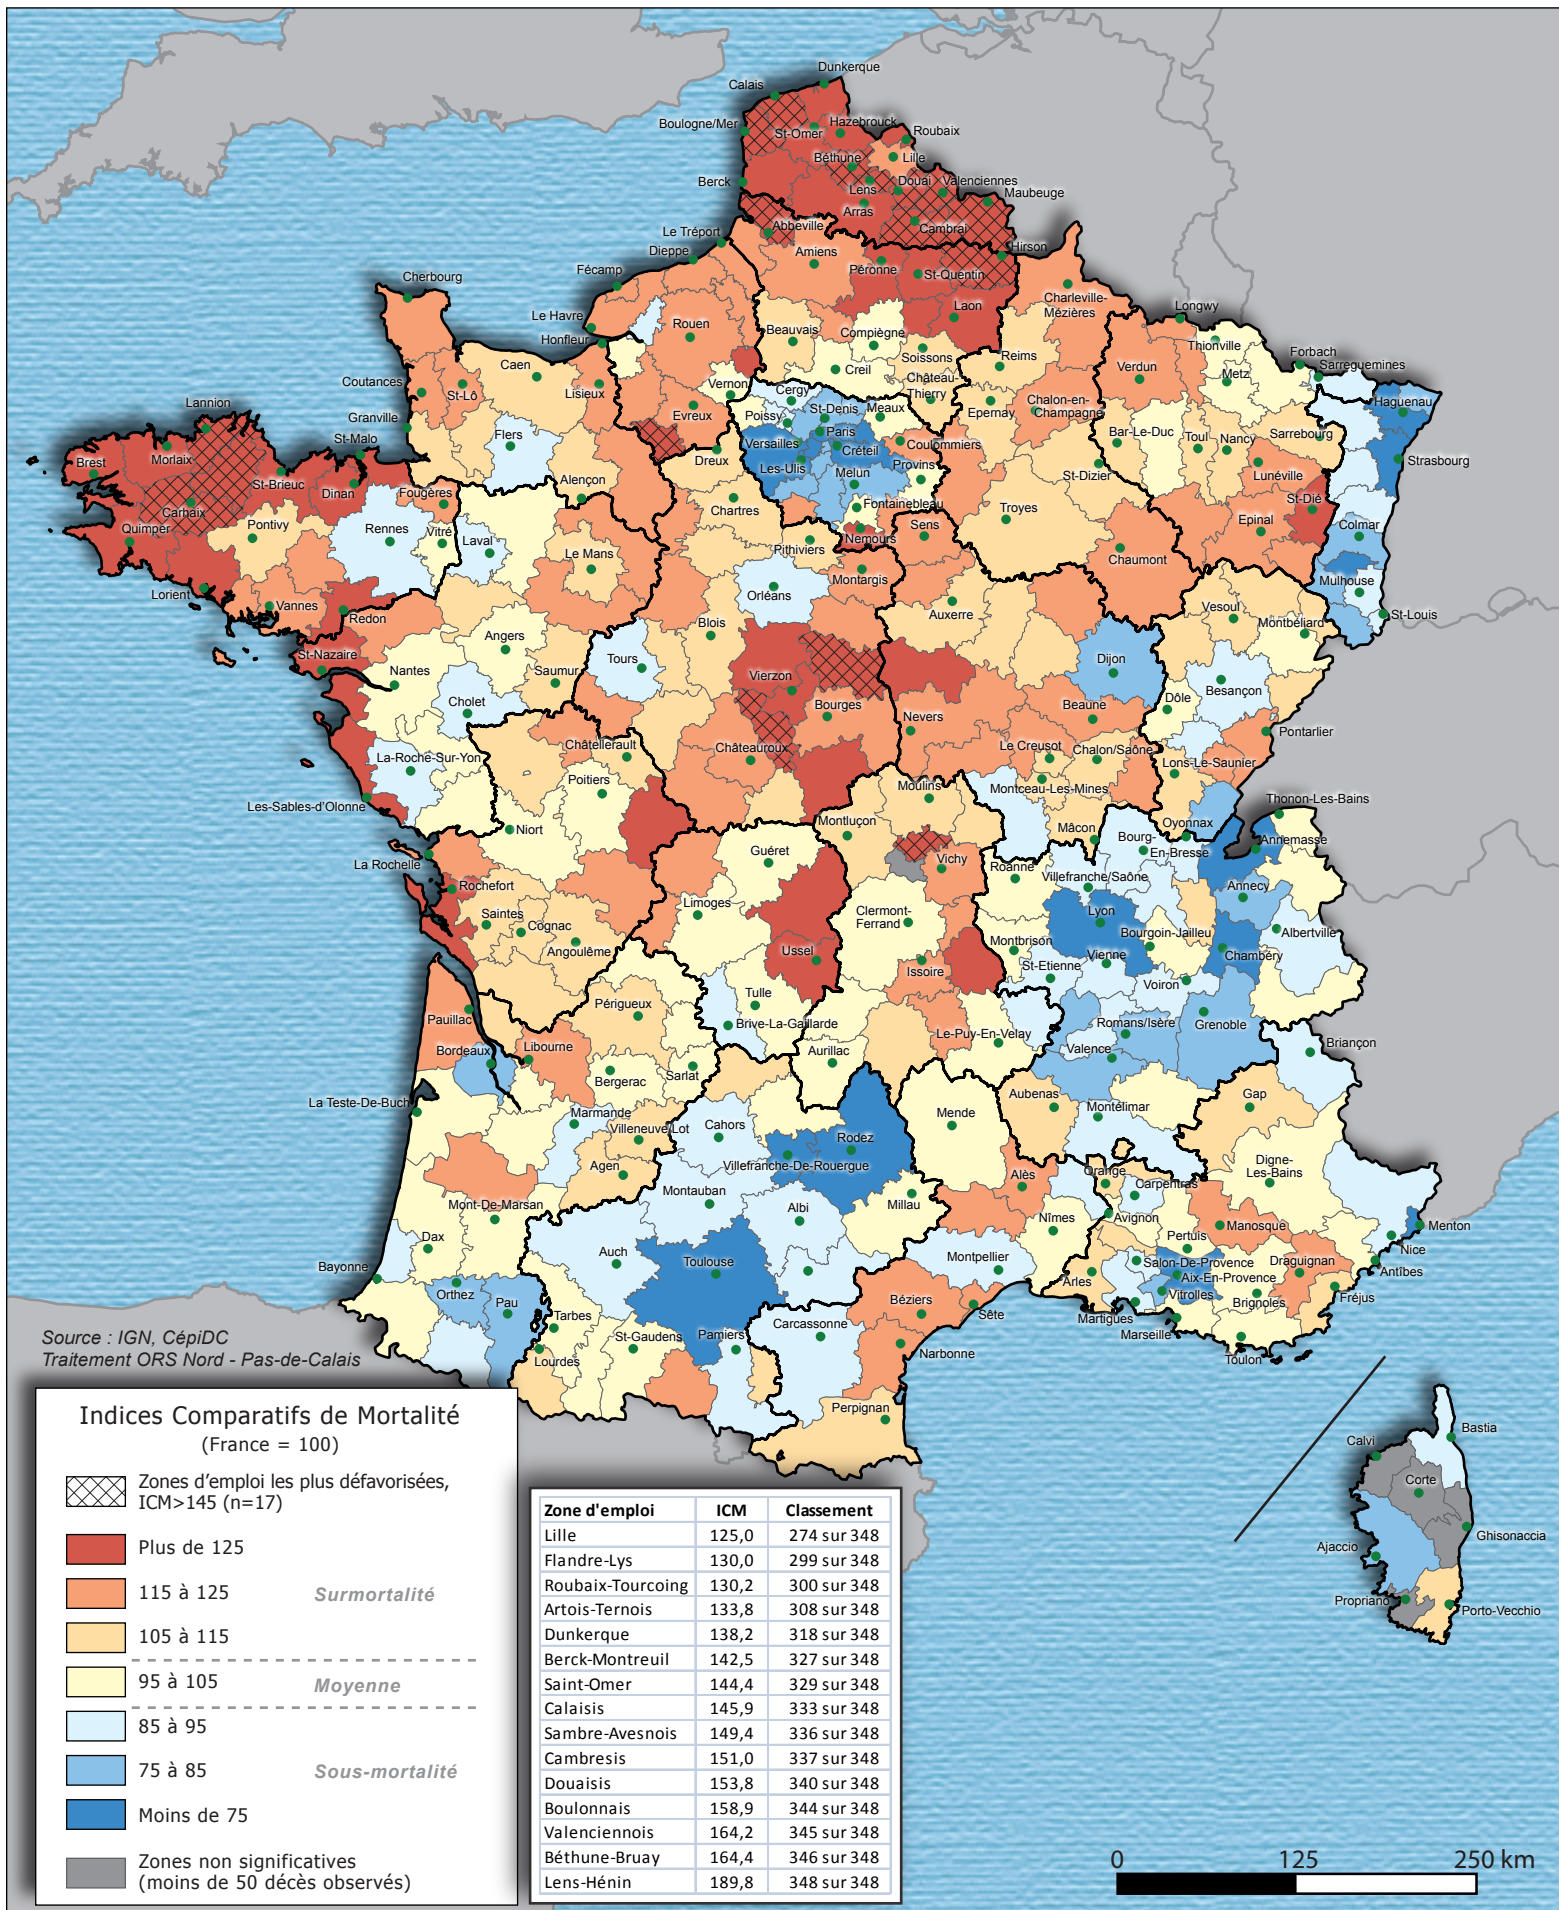 Dunkerque
Calais
Boulogne/Mer
Hazebrouck
St-Omer
Roubaix
Béthune
Lille
Berck
Lens
Douai
Valenciennes
Maubeuge
Arras
Cambrai
Abbeville
Le Tréport
Hirson
Dieppe
Amiens
Péronne
St-Quentin
Cherbourg
Fécamp
Charleville-
Mézières
Laon
Longwy
Le Havre
Rouen
Beauvais
Compiègne
Honfleur
Thionville
Soissons
Reims
Verdun
Metz
Forbach
Sarreguemines
Caen
Creil
Château-
Thierry
Coutances
St-Lô
Lisieux
Vernon
Cergy
Haguenau
Lannion
Granville
Evreux
Poissy
St-Denis
Meaux
Epernay
Chalon-en-
Champagne
Bar-Le-Duc
Toul
Nancy
Sarrebourg
Flers
Paris
Versailles
Créteil
Coulommiers
St-Malo
Brest
Morlaix
Dreux
Les-Ulis
Melun
Provins
St-Dizier
Lunéville
Strasbourg
St-Brieuc
Dinan
Fougères
Alençon
Carhaix
Chartres
Fontainebleau
Troyes
St-Dié
Quimper
Pontivy
Rennes
Vitré
Laval
Nemours
Sens
Epinal
Colmar
Le Mans
Pithiviers
Chaumont
Mulhouse
Lorient
Vannes
Montargis
Orléans
St-Louis
Redon
Blois
Auxerre
Vesoul
Montbéliard
Angers
St-Nazaire
Nantes
Saumur
Tours
Dijon
Vierzon
Besançon
Cholet
Bourges
Nevers
Beaune
Dôle
Pontarlier
Châtellerault
Châteauroux
Le Creusot
Chalon/Saône
La-Roche-Sur-Yon
Lons-Le-Saunier
Poitiers
Moulins
Montceau-Les-Mines
Les-Sables-d'Olonne
Thonon-Les-Bains
Niort
Montluçon
Mâcon
Bourg-
En-Bresse
Oyonnax
Annemasse
La Rochelle
Guéret
Vichy
Roanne
Villefranche/Saône
Rochefort
Annecy
Limoges
Clermont-
Ferrand
Lyon
Saintes
Cognac
Bourgoin-Jailleu
Albertville
Angoulême
Ussel
Montbrison
Vienne
Chambéry
Issoire
St-Etienne
Voiron
Périgueux
Tulle
Pauillac
Brive-La-Gaillarde
Le-Puy-En-Velay
Romans/Isère
Grenoble
Bordeaux
Libourne
Aurillac
Valence
Briançon
Bergerac
Sarlat
La Teste-De-Buch
Marmande
Mende
Aubenas
Montélimar
Gap
Villeneuve/Lot
Cahors
Rodez
Agen
Villefranche-De-Rouergue
Digne-
Les-Bains
Orange
Alès
Carpentras
Montauban
Mont-De-Marsan
Albi
Millau
Nîmes
Avignon
Manosque
Menton
Dax
Auch
Pertuis
Nice
Montpellier
Salon-De-Provence
Draguignan
Antîbes
Bayonne
Toulouse
Arles
Aix-En-Provence
Orthez
Pau
Vitrolles
Fréjus
Béziers
Sête
Martigues
Brignoles
Tarbes
St-Gaudens
Pamiers
Carcassonne
Marseille
Lourdes
Narbonne
Toulon
Perpignan
Bastia
Calvi
Corte
Ghisonaccia
Ajaccio
Propriano
Porto-Vecchio
Source : IGN, CépiDC
Traitement ORS Nord - Pas-de-Calais
Indices Comparatifs de Mortalité
(France = 100)
Zones d'emploi les plus défavorisées,
ICM>145 (n=17)
Plus de 125
115 à 125 Surmortalité
105 à 115
95 à 105 Moyenne
85 à 95
75 à 85 Sous-mortalité
Moins de 75
Zones non significatives
(moins de 50 décès observés)
Zone d'emploi ICM Classement
Lille 125,0 274 sur 348
Flandre-Lys 130,0 299 sur 348
Roubaix-Tourcoing 130,2 300 sur 348
Artois-Ternois 133,8 308 sur 348
Dunkerque 138,2 318 sur 348
Berck-Montreuil 142,5 327 sur 348
Saint-Omer 144,4 329 sur 348
Calaisis 145,9 333 sur 348
Sambre-Avesnois 149,4 336 sur 348
Cambresis 151,0 337 sur 348
Douaisis 153,8 340 sur 348
Boulonnais 158,9 344 sur 348
Valenciennois 164,2 345 sur 348
Béthune-Bruay 164,4 346 sur 348
Lens-Hénin 189,8 348 sur 348
0 125 250 km